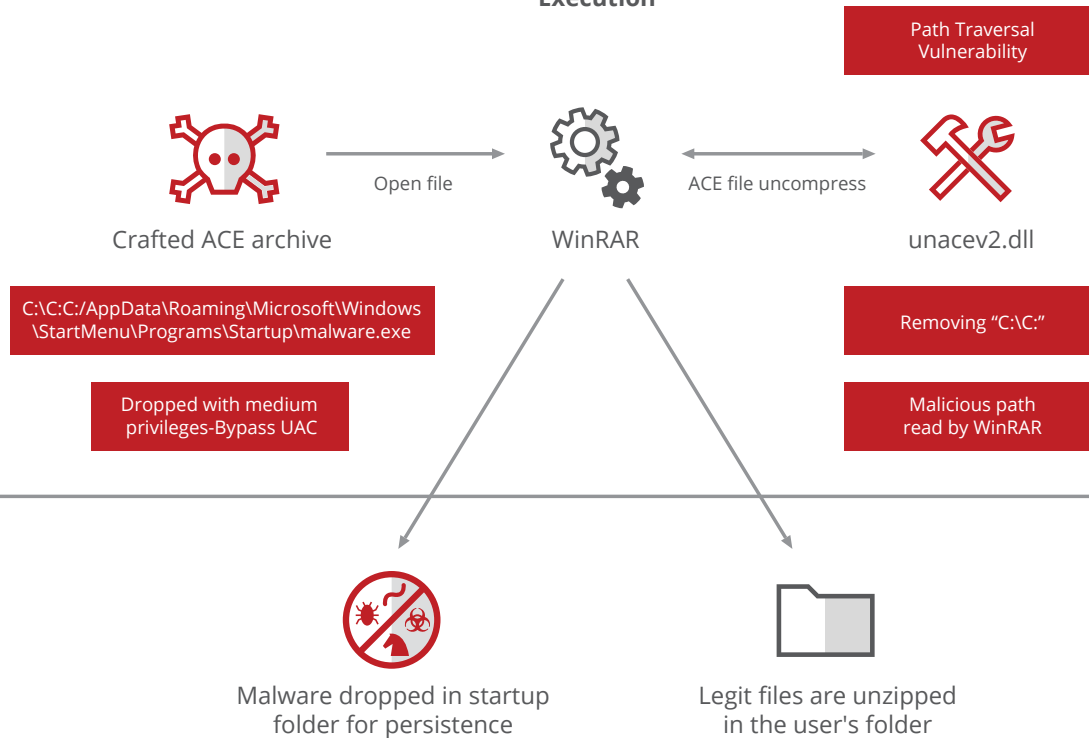 Execution
Path Traversal
Vulnerability
Open file
ACE file uncompress
Crafted ACE archive
WinRAR
unacev2.dll
C:\C:C:/AppData\Roaming\Microsoft\Windows
\StartMenu\Programs\Startup\malware.exe
Removing “C:\C:”
Dropped with medium
privileges-Bypass UAC
Malicious path
read by WinRAR
Malware dropped in startup
folder for persistence
Legit files are unzipped
in the user's folder